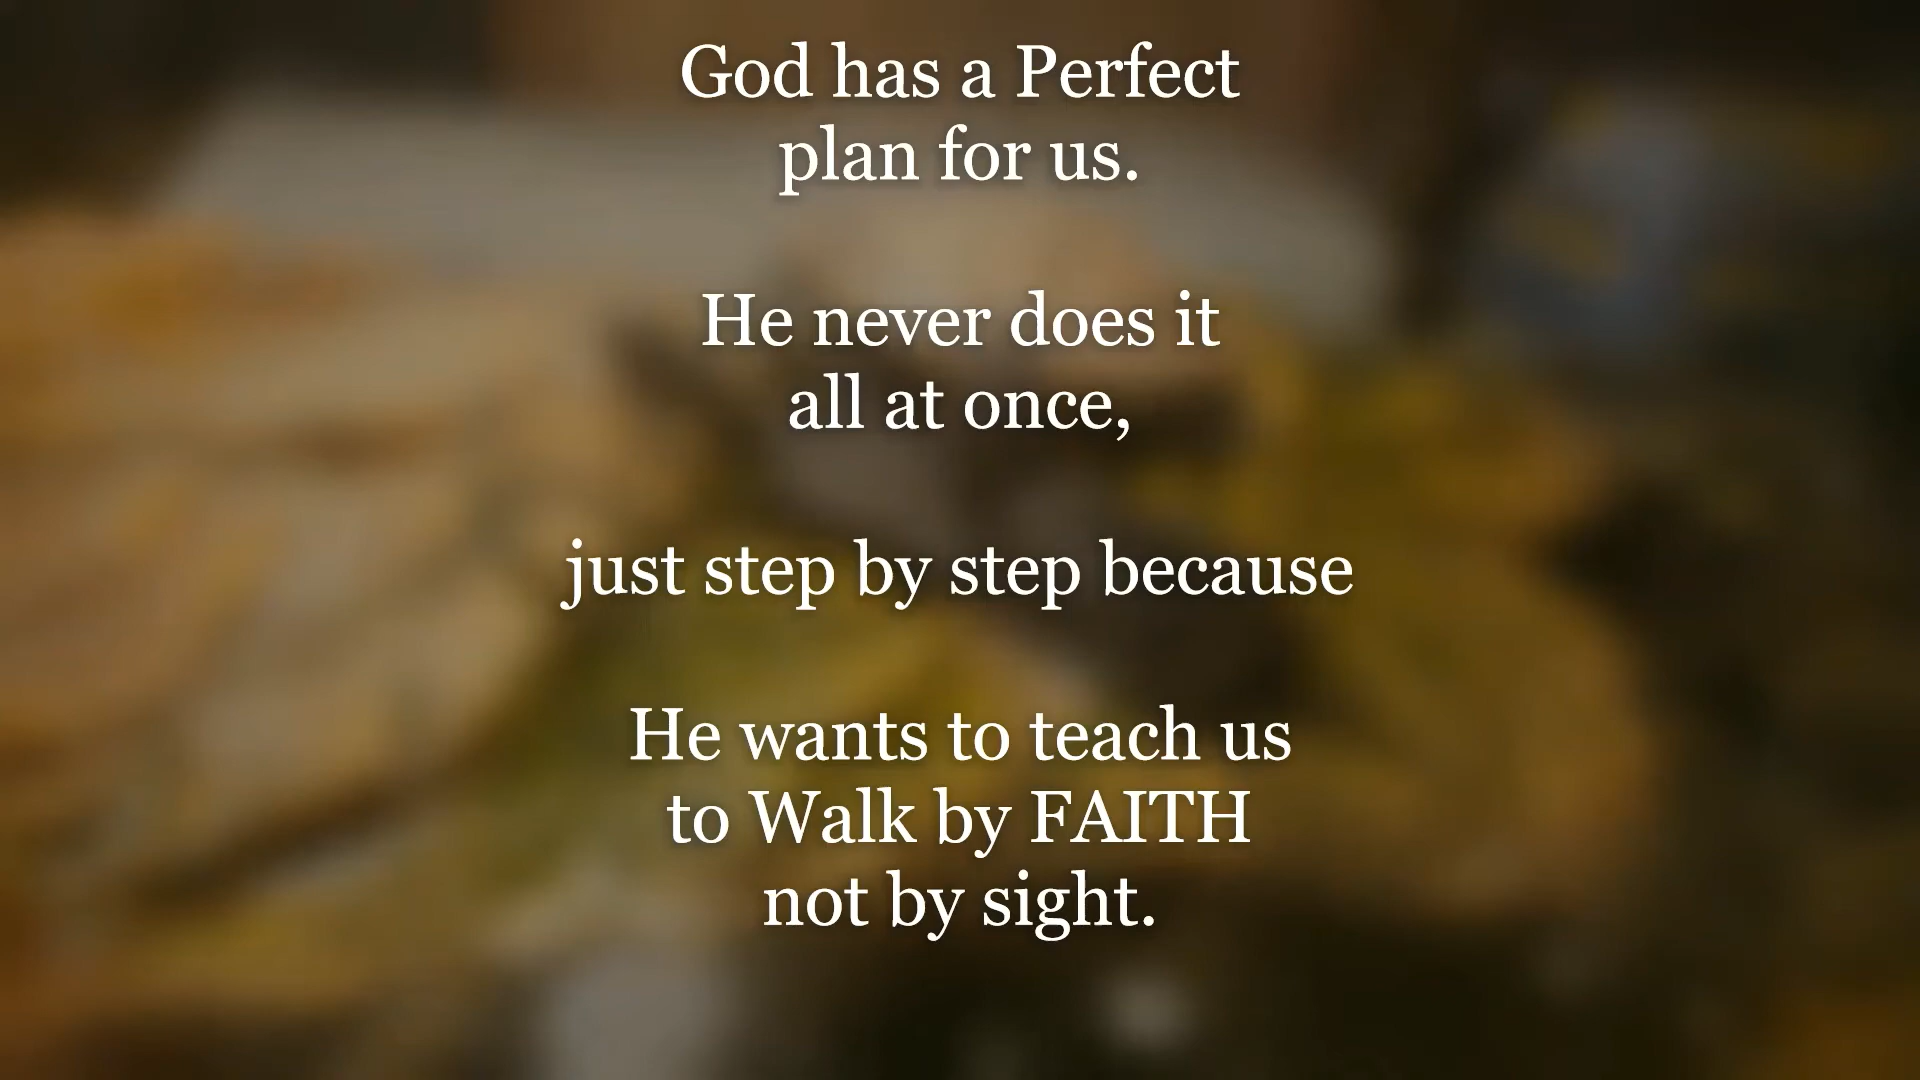 God has a Perfect
plan for us.
He never does it
all at once,
just step by step because
He wants to teach us
to Walk by FAITH
not by sight.